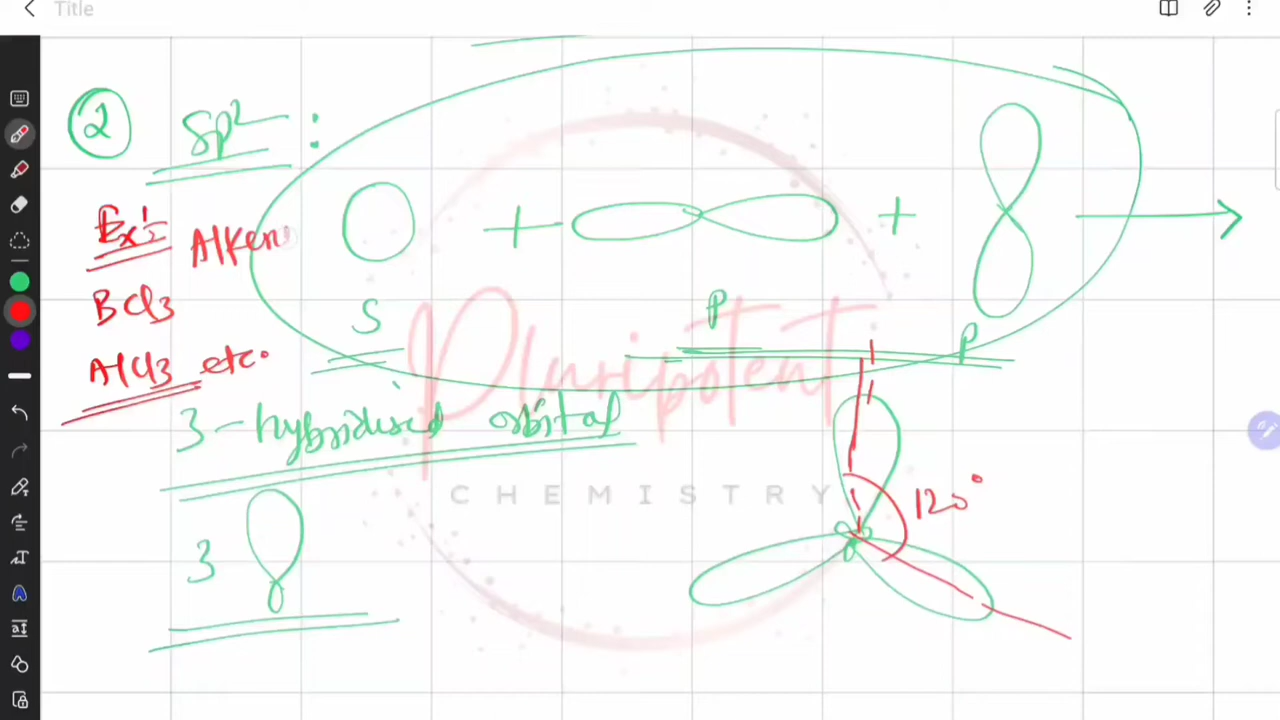 Title
② Sp² :
Ex:- Alkene
BCl3
AlCl3 etc.
+ +
S P P
3-hybridised orbital
3
120°
Pluripotent
CHEMISTRY